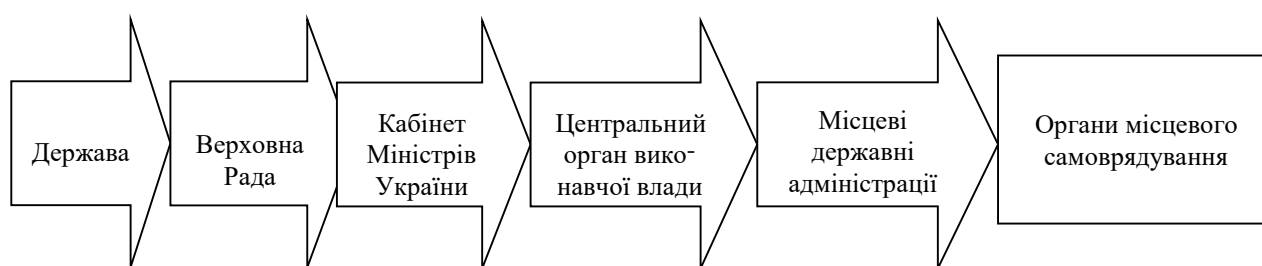 Держава
Верховна
Рада
Кабінет
Міністрів
України
Центральний
орган вико-
навчої влади
Місцеві
державні
адміністрації
Органи місцевого
самоврядування